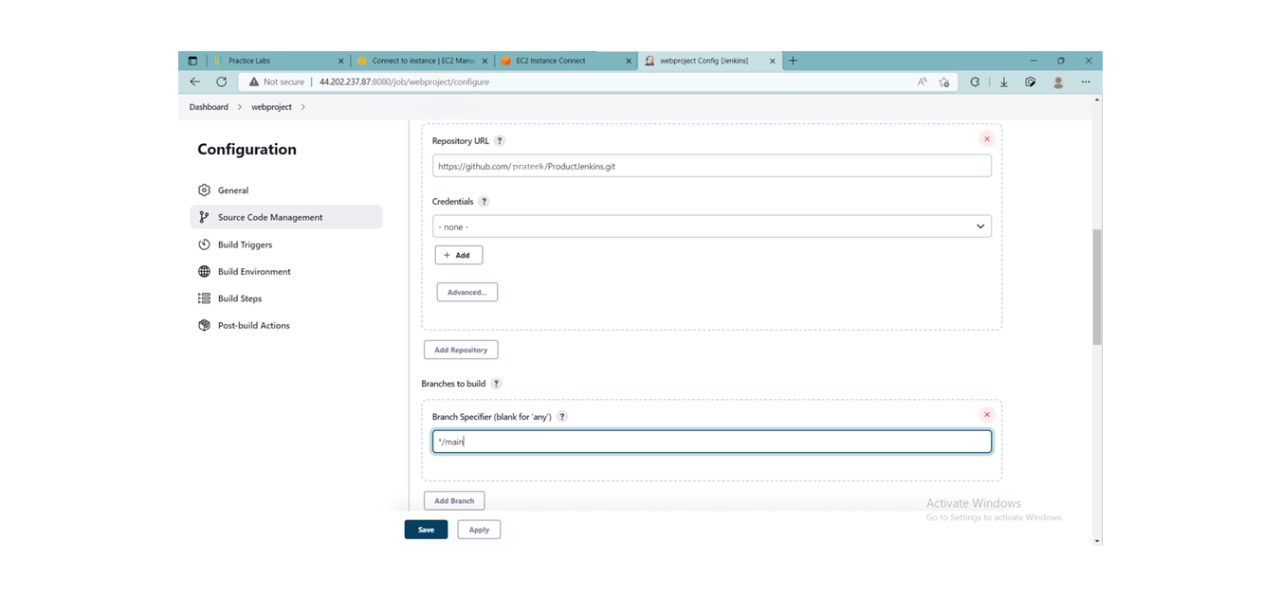 Practice Labs
Connect to instance | EC2 Mana
EC2 Instance Connect
webproject Config [Jenkins]
Not secure | 44.202.237.87:8080/job/webproject/configure
Dashboard > webproject >
Configuration
General
Source Code Management
Build Triggers
Build Environment
Build Steps
Post-build Actions
Repository URL ?
https://github.com/prateek/ProductJenkins.git
Credentials ?
- none -
+ Add
Advanced...
Add Repository
Branches to build ?
Branch Specifier (blank for 'any') ?
*/main
Add Branch
Save
Apply
Activate Windows
Go to Settings to activate Windows.